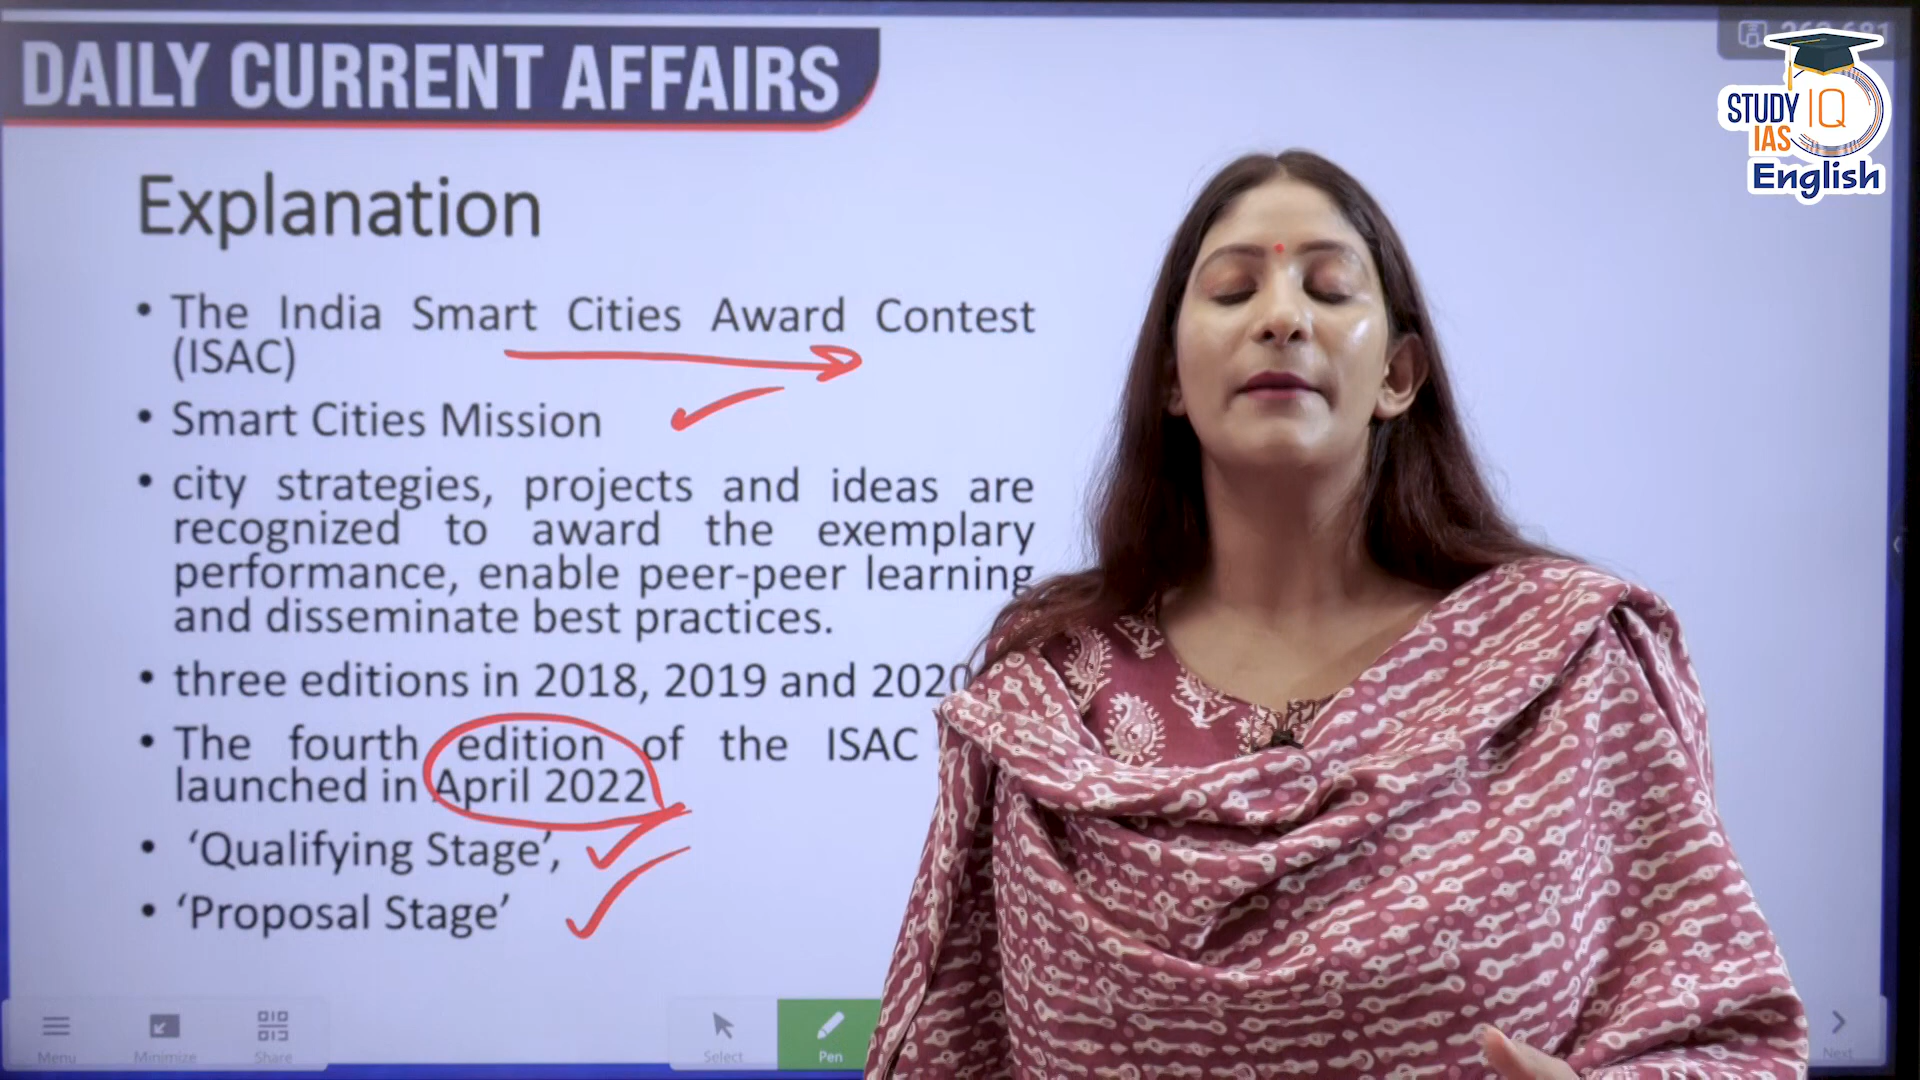 DAILY CURRENT AFFAIRS
STUDY IQ
IAS
English
Explanation
• The India Smart Cities Award Contest
(ISAC)
• Smart Cities Mission
• city strategies, projects and ideas are
recognized to award the exemplary
performance, enable peer-peer learning
and disseminate best practices.
• three editions in 2018, 2019 and 2020
• The fourth edition of the ISAC
launched in April 2022
• ‘Qualifying Stage’,
• ‘Proposal Stage’
Menu
Minimize
Share
Select
Pen
Next